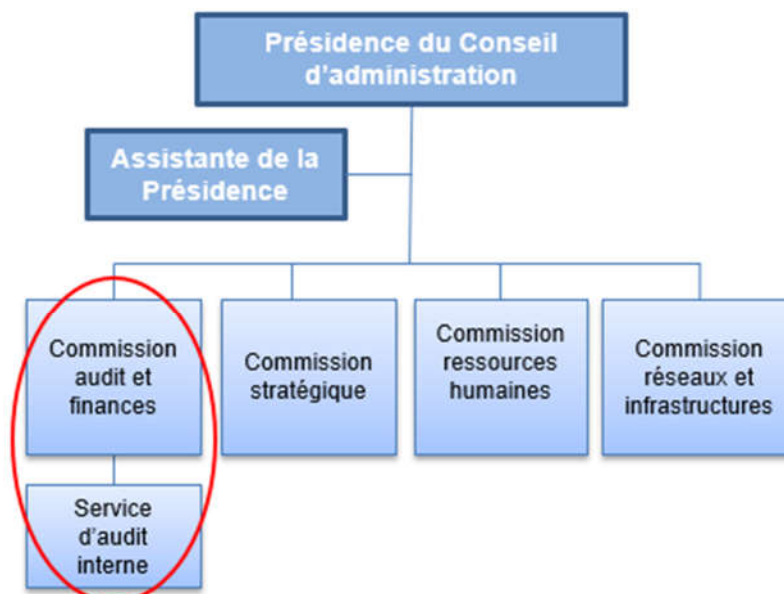 Présidence du Conseil
d'administration
Assistante de la
Présidence
Commission
audit et
finances
Commission
stratégique
Commission
ressources
humaines
Commission
réseaux et
infrastructures
Service
d'audit
interne